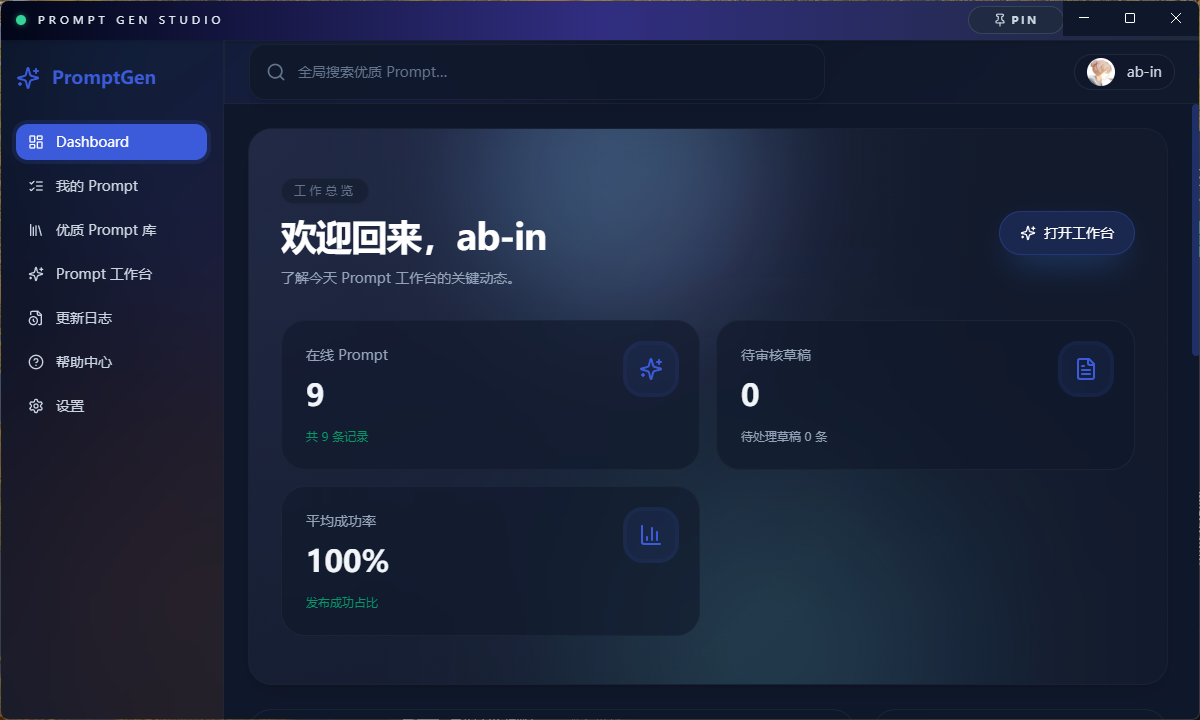 PROMPT GEN STUDIO
PIN
PromptGen
全局搜索优质 Prompt...
ab-in
Dashboard
我的 Prompt
优质 Prompt 库
Prompt 工作台
更新日志
帮助中心
设置
工作总览
欢迎回来，ab-in
了解今天 Prompt 工作台的关键动态。
打开工作台
在线 Prompt
9
共 9 条记录
待审核草稿
0
待处理草稿 0 条
平均成功率
100%
发布成功占比